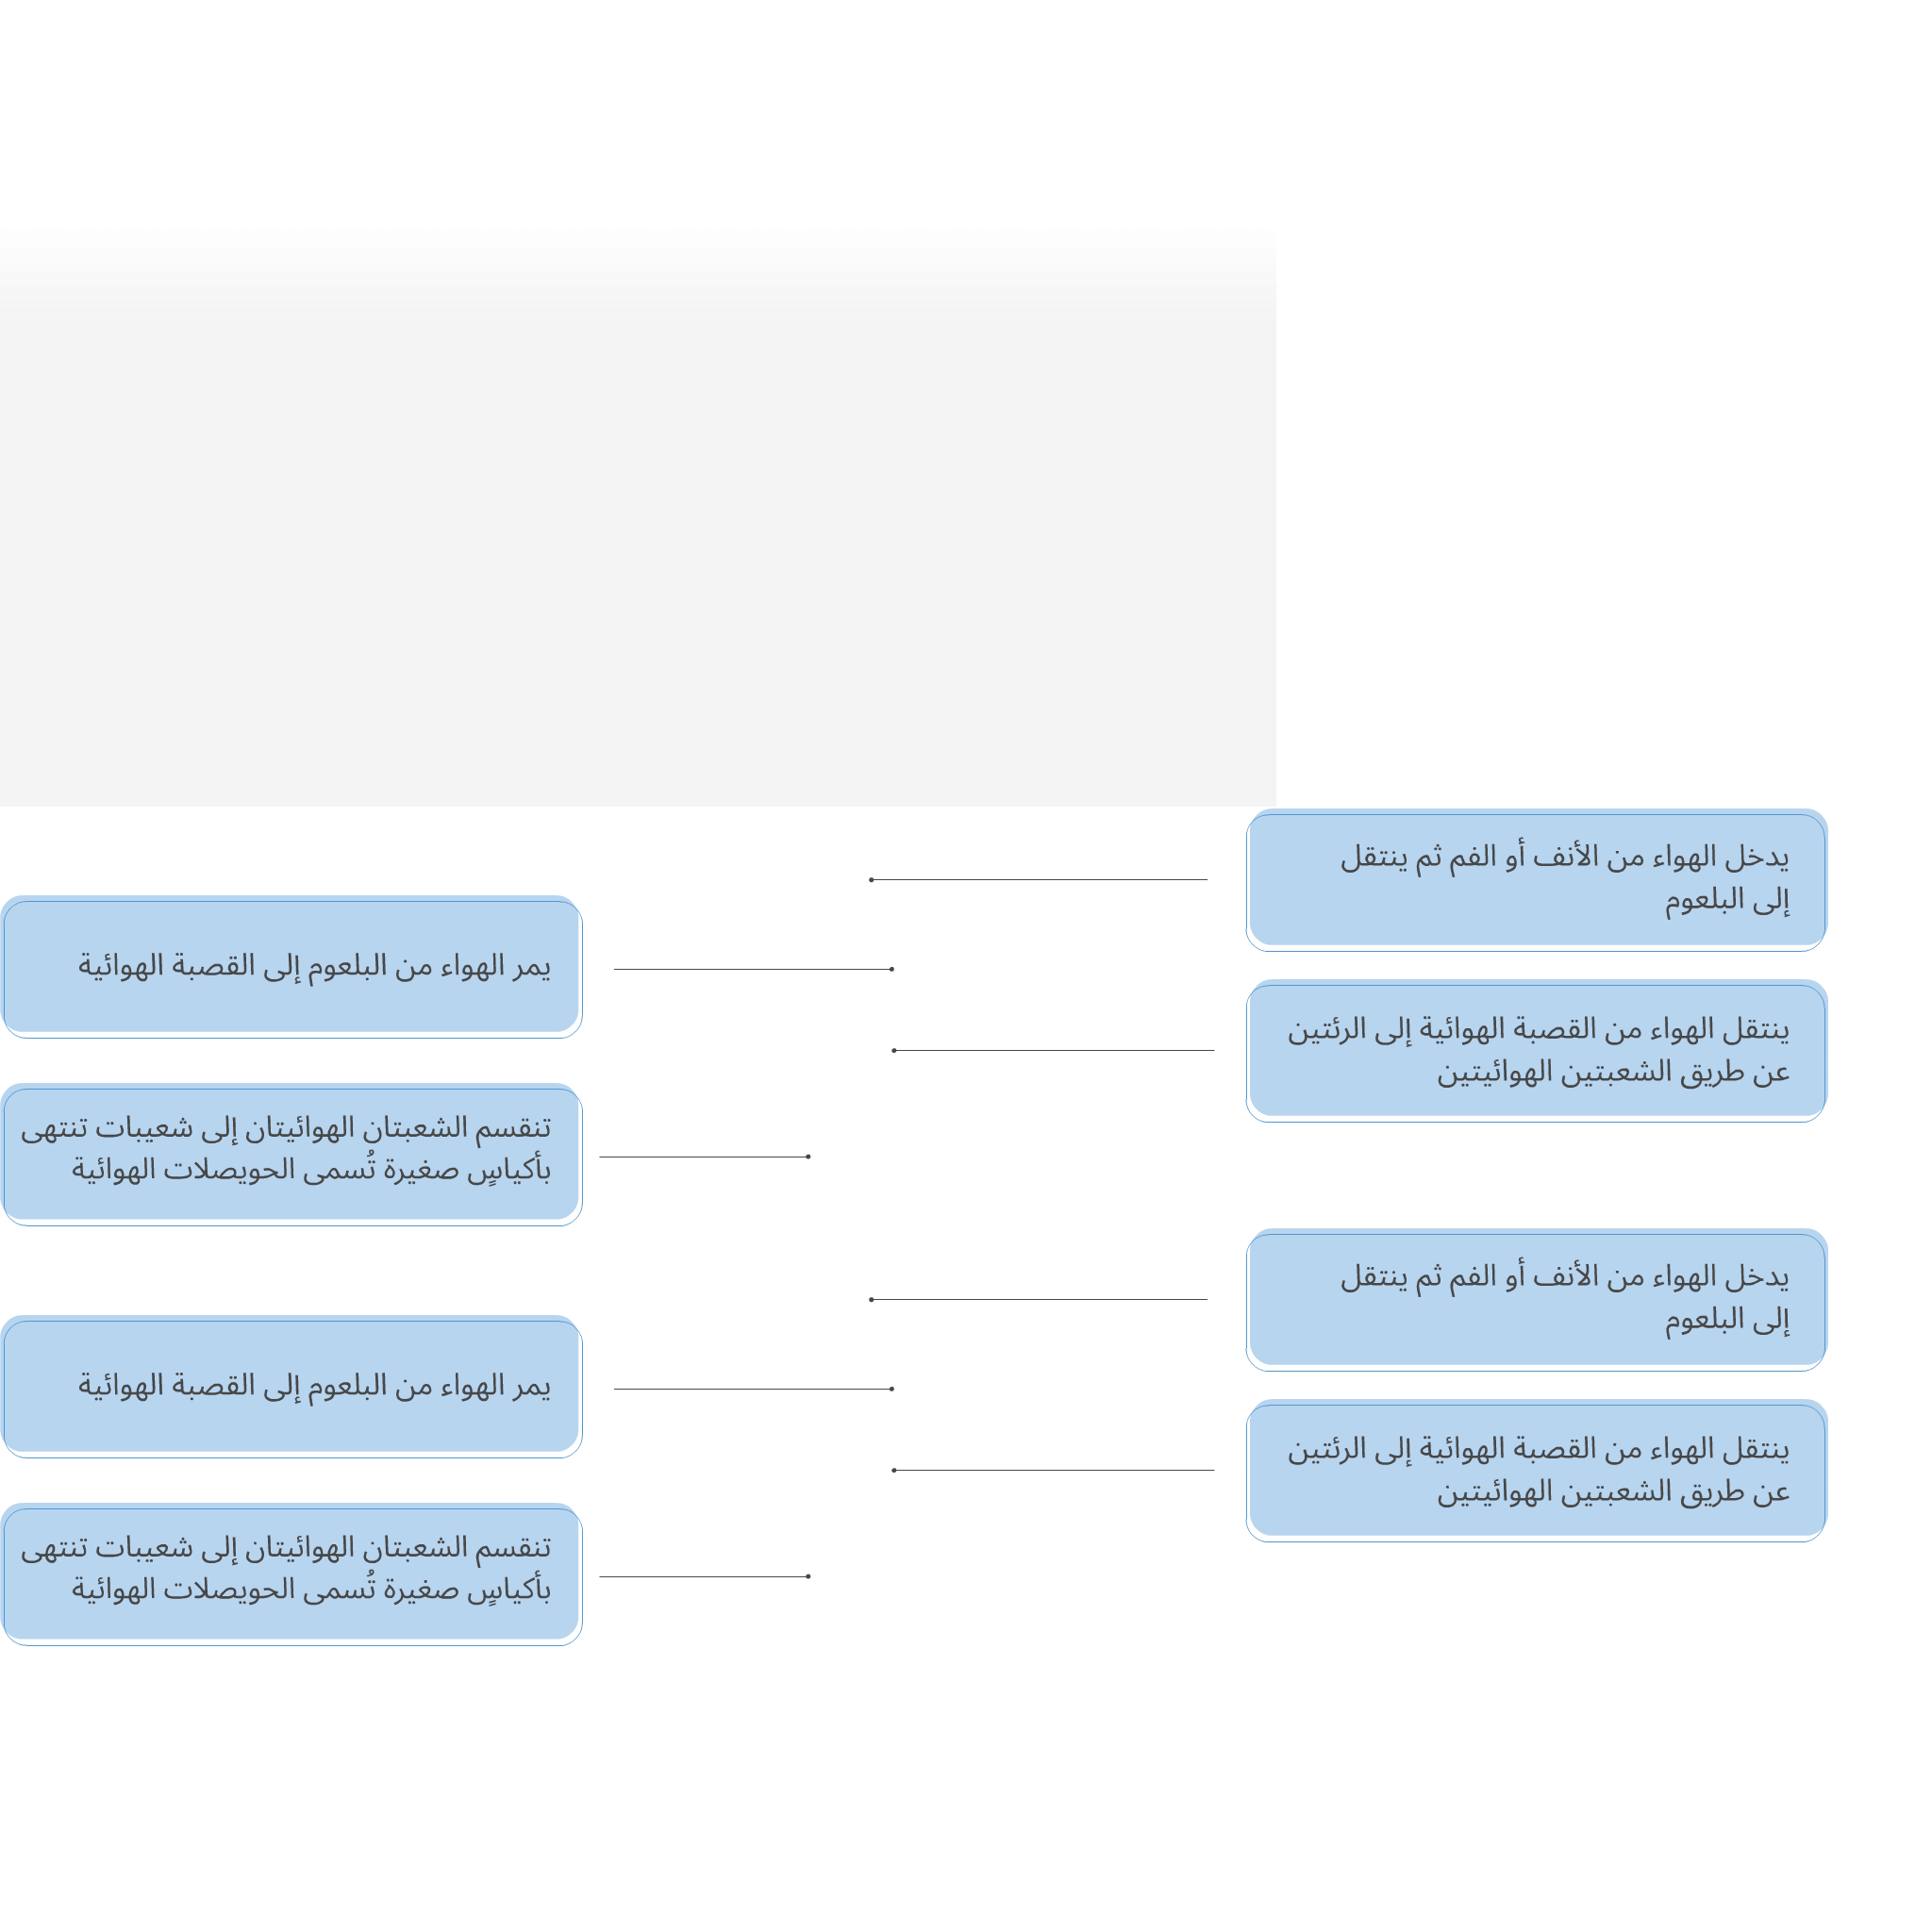 يدخل الهواء من الأنف أو الفم ثم ينتقل
إلى البلعوم
يمر الهواء من البلعوم إلى القصبة الهوائية
ينتقل الهواء من القصبة الهوائية إلى الرئتين
عن طريق الشعبتين الهوائيتين
تنقسم الشعبتان الهوائيتان إلى شعيبات تنتهى
بأكياسٍ صغيرة تُسمى الحويصلات الهوائية
يدخل الهواء من الأنف أو الفم ثم ينتقل
إلى البلعوم
يمر الهواء من البلعوم إلى القصبة الهوائية
ينتقل الهواء من القصبة الهوائية إلى الرئتين
عن طريق الشعبتين الهوائيتين
تنقسم الشعبتان الهوائيتان إلى شعيبات تنتهى
بأكياسٍ صغيرة تُسمى الحويصلات الهوائية